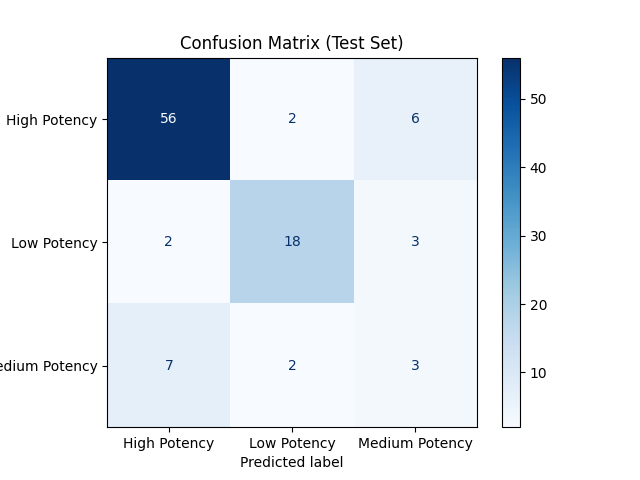 Confusion Matrix (Test Set)
High Potency 56 2 6
Low Potency 2 18 3
edium Potency 7 2 3
High Potency Low Potency Medium Potency
Predicted label
50
40
30
20
10